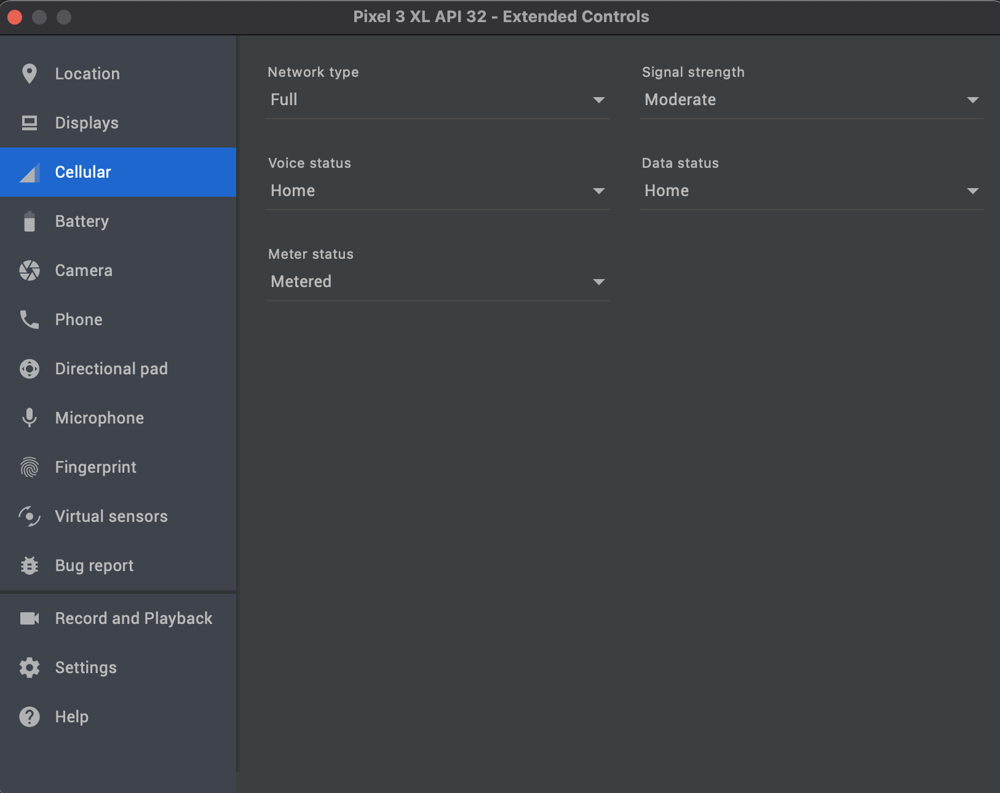 Pixel 3 XL API 32 - Extended Controls
Location
Displays
Cellular
Battery
Camera
Phone
Directional pad
Microphone
Fingerprint
Virtual sensors
Bug report
Record and Playback
Settings
Help
Network type
Full
Signal strength
Moderate
Voice status
Home
Data status
Home
Meter status
Metered